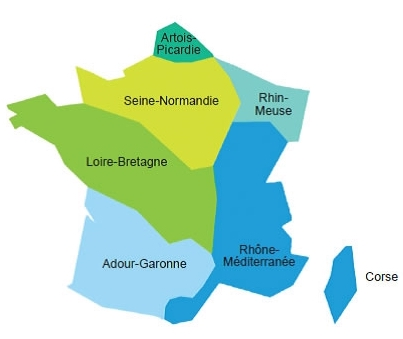 Artois-
Picardie
Seine-Normandie
Rhin-
Meuse
Loire-Bretagne
Adour-Garonne
Rhône-
Méditerranée
Corse